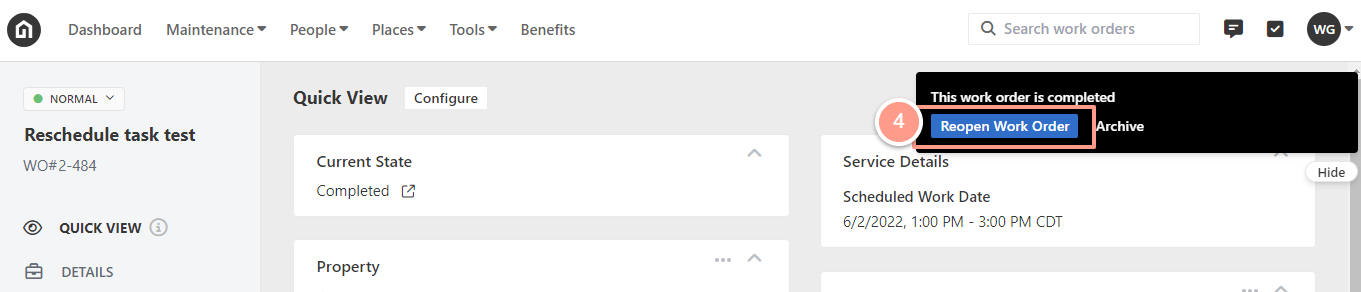 Dashboard Maintenance People Places Tools Benefits Search work orders WG
NORMAL
Reschedule task test
WO#2-484
QUICK VIEW
DETAILS
Quick View Configure
This work order is completed
4 Reopen Work Order Archive
Hide
Current State
Completed
Service Details
Scheduled Work Date
6/2/2022, 1:00 PM - 3:00 PM CDT
Property